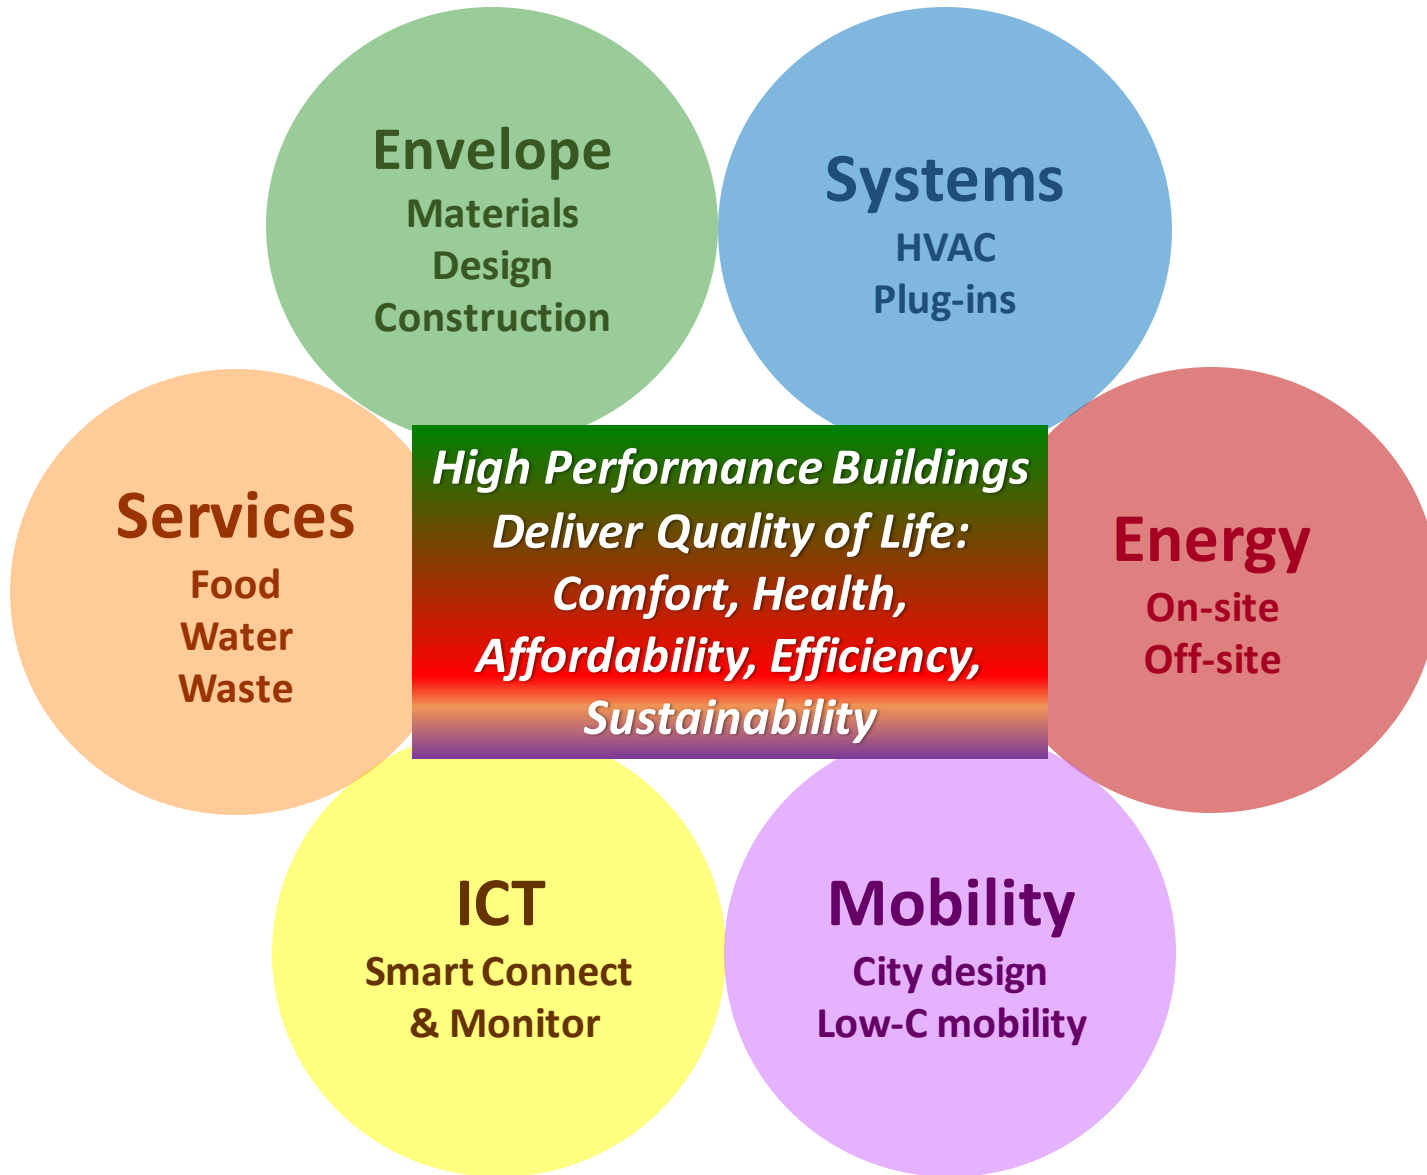 Envelope
Materials
Design
Construction
Systems
HVAC
Plug-ins
Services
Food
Water
Waste
High Performance Buildings
Deliver Quality of Life:
Comfort, Health,
Affordability, Efficiency,
Sustainability
Energy
On-site
Off-site
ICT
Smart Connect
& Monitor
Mobility
City design
Low-C mobility